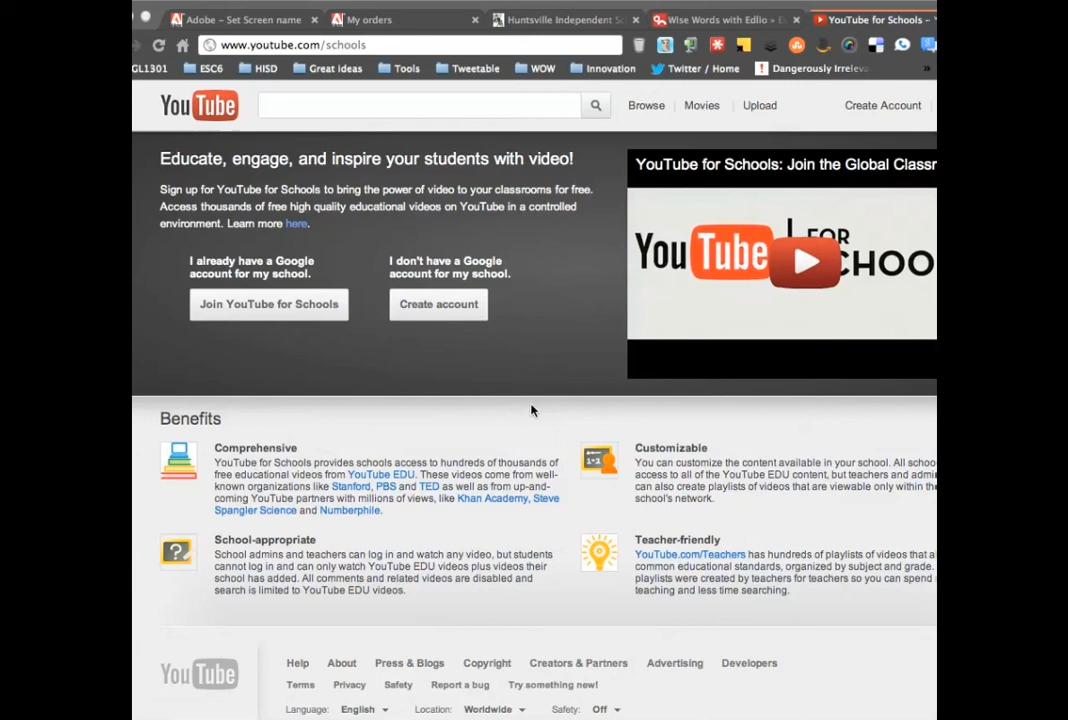 Adobe – Set Screen name
My orders
Huntsville Independent Sc
Wise Words with Edlio » E
YouTube for Schools –
www.youtube.com/schools
GL1301
ESC6
HISD
Great ideas
Tools
Tweetable
WOW
Innovation
Twitter / Home
Dangerously Irreleva
»
YouTube
Browse
Movies
Upload
Create Account
Educate, engage, and inspire your students with video!
Sign up for YouTube for Schools to bring the power of video to your classrooms for free.
Access thousands of free high quality educational videos on YouTube in a controlled
environment. Learn more here.
I already have a Google
account for my school.
Join YouTube for Schools
I don't have a Google
account for my school.
Create account
YouTube for Schools: Join the Global Classr
YouTube
FOR
SCHOO
Benefits
Comprehensive
YouTube for Schools provides schools access to hundreds of thousands of
free educational videos from YouTube EDU. These videos come from well-
known organizations like Stanford, PBS and TED as well as from up-and-
coming YouTube partners with millions of views, like Khan Academy, Steve
Spangler Science and Numberphile.
Customizable
You can customize the content available in your school. All schoo
access to all of the YouTube EDU content, but teachers and admi
can also create playlists of videos that are viewable only within the
school's network.
School-appropriate
School admins and teachers can log in and watch any video, but students
cannot log in and can only watch YouTube EDU videos plus videos their
school has added. All comments and related videos are disabled and
search is limited to YouTube EDU videos.
Teacher-friendly
YouTube.com/Teachers has hundreds of playlists of videos that a
common educational standards, organized by subject and grade.
playlists were created by teachers for teachers so you can spend
teaching and less time searching.
YouTube
Help
About
Press & Blogs
Copyright
Creators & Partners
Advertising
Developers
Terms
Privacy
Safety
Report a bug
Try something new!
Language: English
Location: Worldwide
Safety: Off